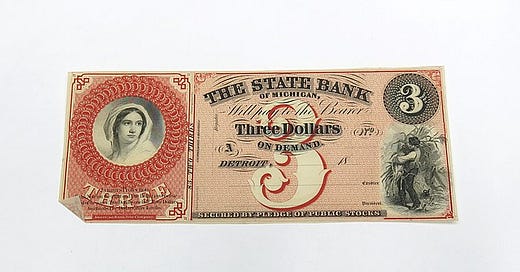 THE STATE BANK
OF MICHIGAN,
Will pay to the Bearer
Three Dollars
No
ON DEMAND.
A
DETROIT, 18
3
3
Cashier
President
THREE
SECURED BY PLEDGE OF PUBLIC STOCKS